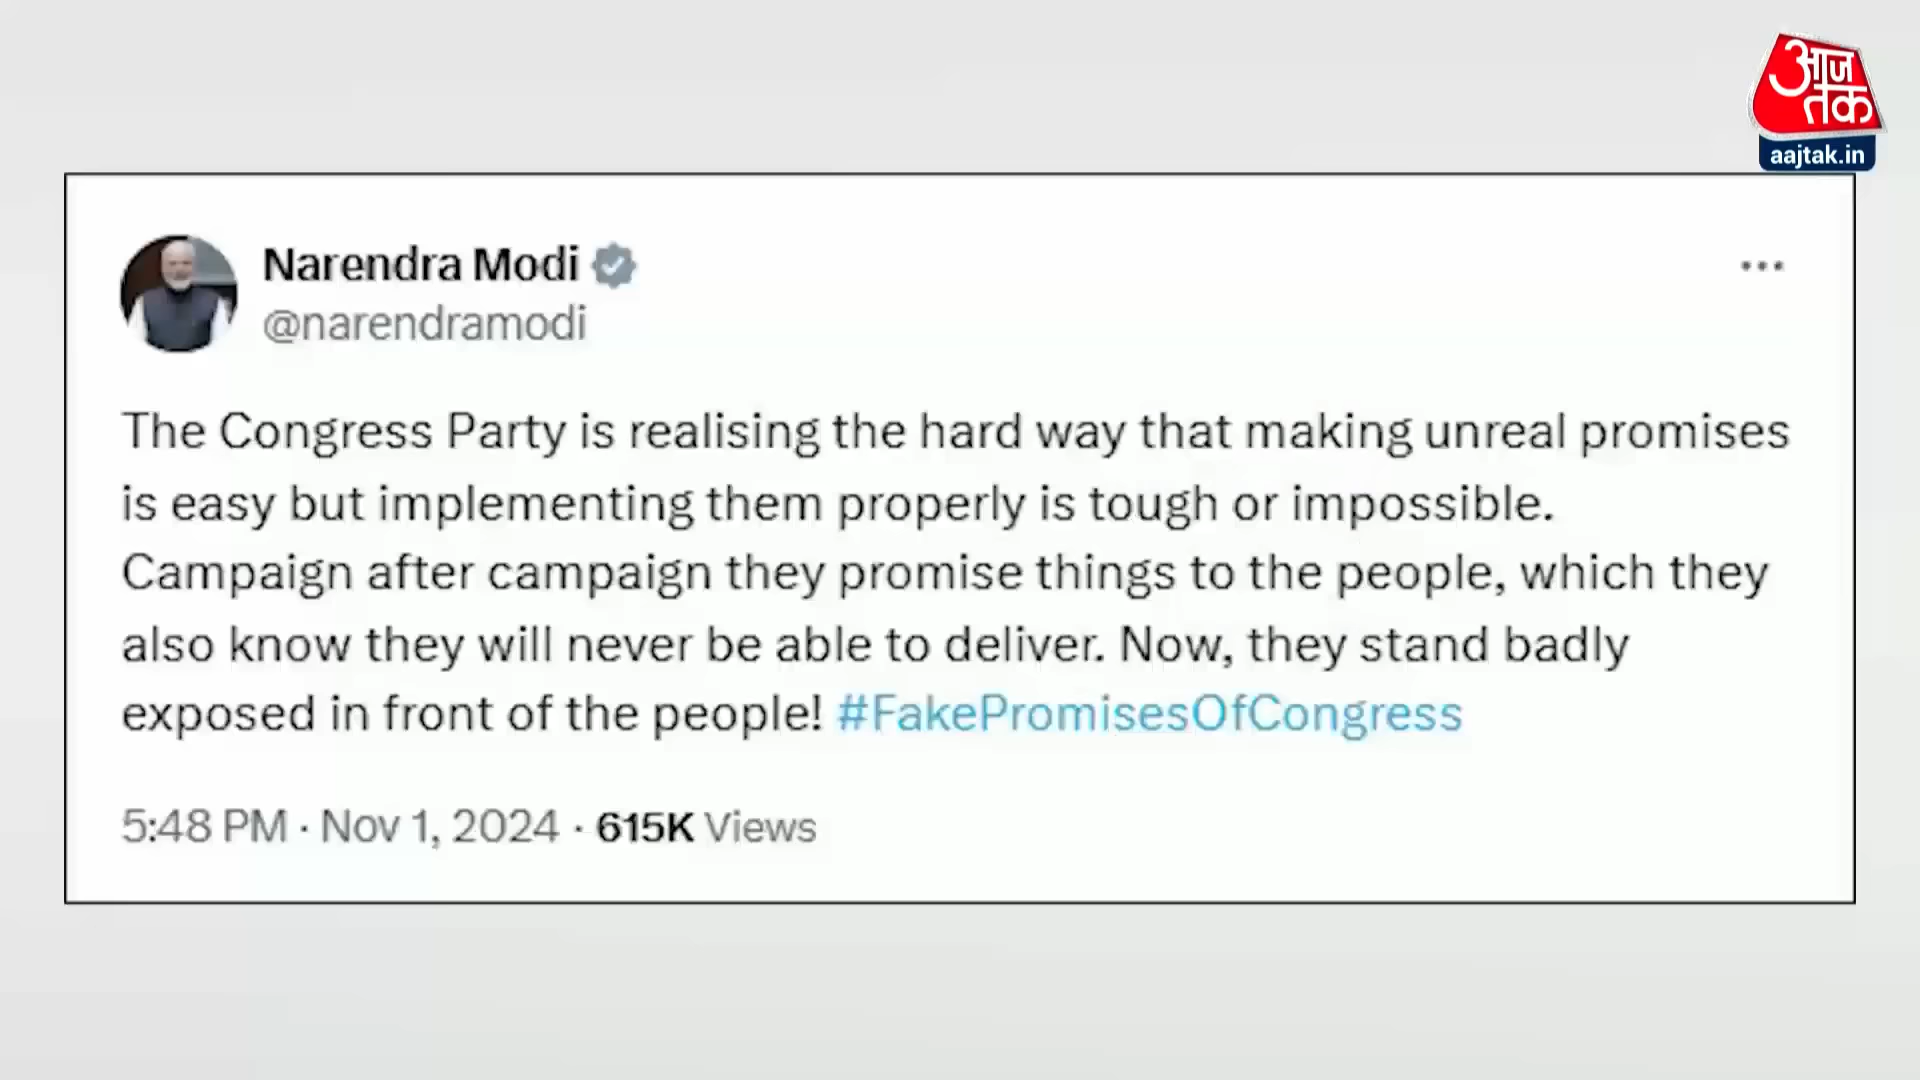 आज
तक
aajtak.in
Narendra Modi
@narendramodi
The Congress Party is realising the hard way that making unreal promises
is easy but implementing them properly is tough or impossible.
Campaign after campaign they promise things to the people, which they
also know they will never be able to deliver. Now, they stand badly
exposed in front of the people! #FakePromisesOfCongress
5:48 PM · Nov 1, 2024 · 615K Views